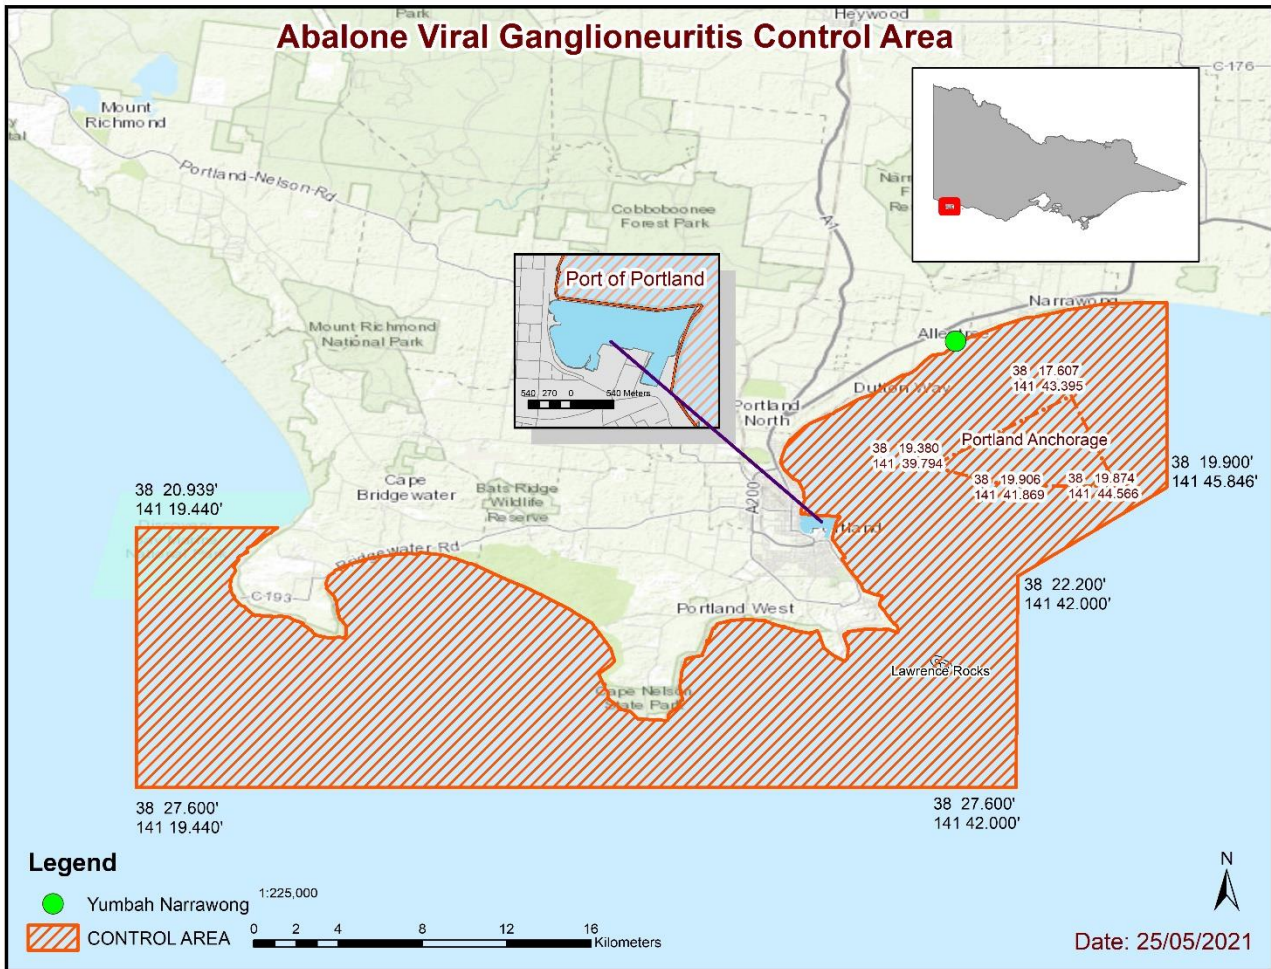 Park
Heywood
Abalone Viral Ganglioneuritis Control Area
C-176
Mount
Richmond
Portland-Nelson-Rd
A1
Cobboboonee
Forest Park
Port of Portland
540 270 0 540 Meters
Narrawong
Mount Richmond
National Park
Dutton Way
38 17.607
141 43.395
Portland
North
Portland Anchorage
38 19.380
141 39.794
38 19.906
141 41.869
38 19.874
141 44.566
38 19.900'
141 45.846'
Cape
Bridgewater
Bats Ridge
Wildlife
Reserve
A200
38 20.939'
141 19.440'
Bridgewater Rd
C-193
38 22.200'
141 42.000'
Portland West
Lawrence Rocks
Cape Nelson
State Park
38 27.600'
141 19.440'
38 27.600'
141 42.000'
Legend
Yumbah Narrawong
1:225,000
CONTROL AREA
0 2 4 8 12 16
Kilometers
N
Date: 25/05/2021